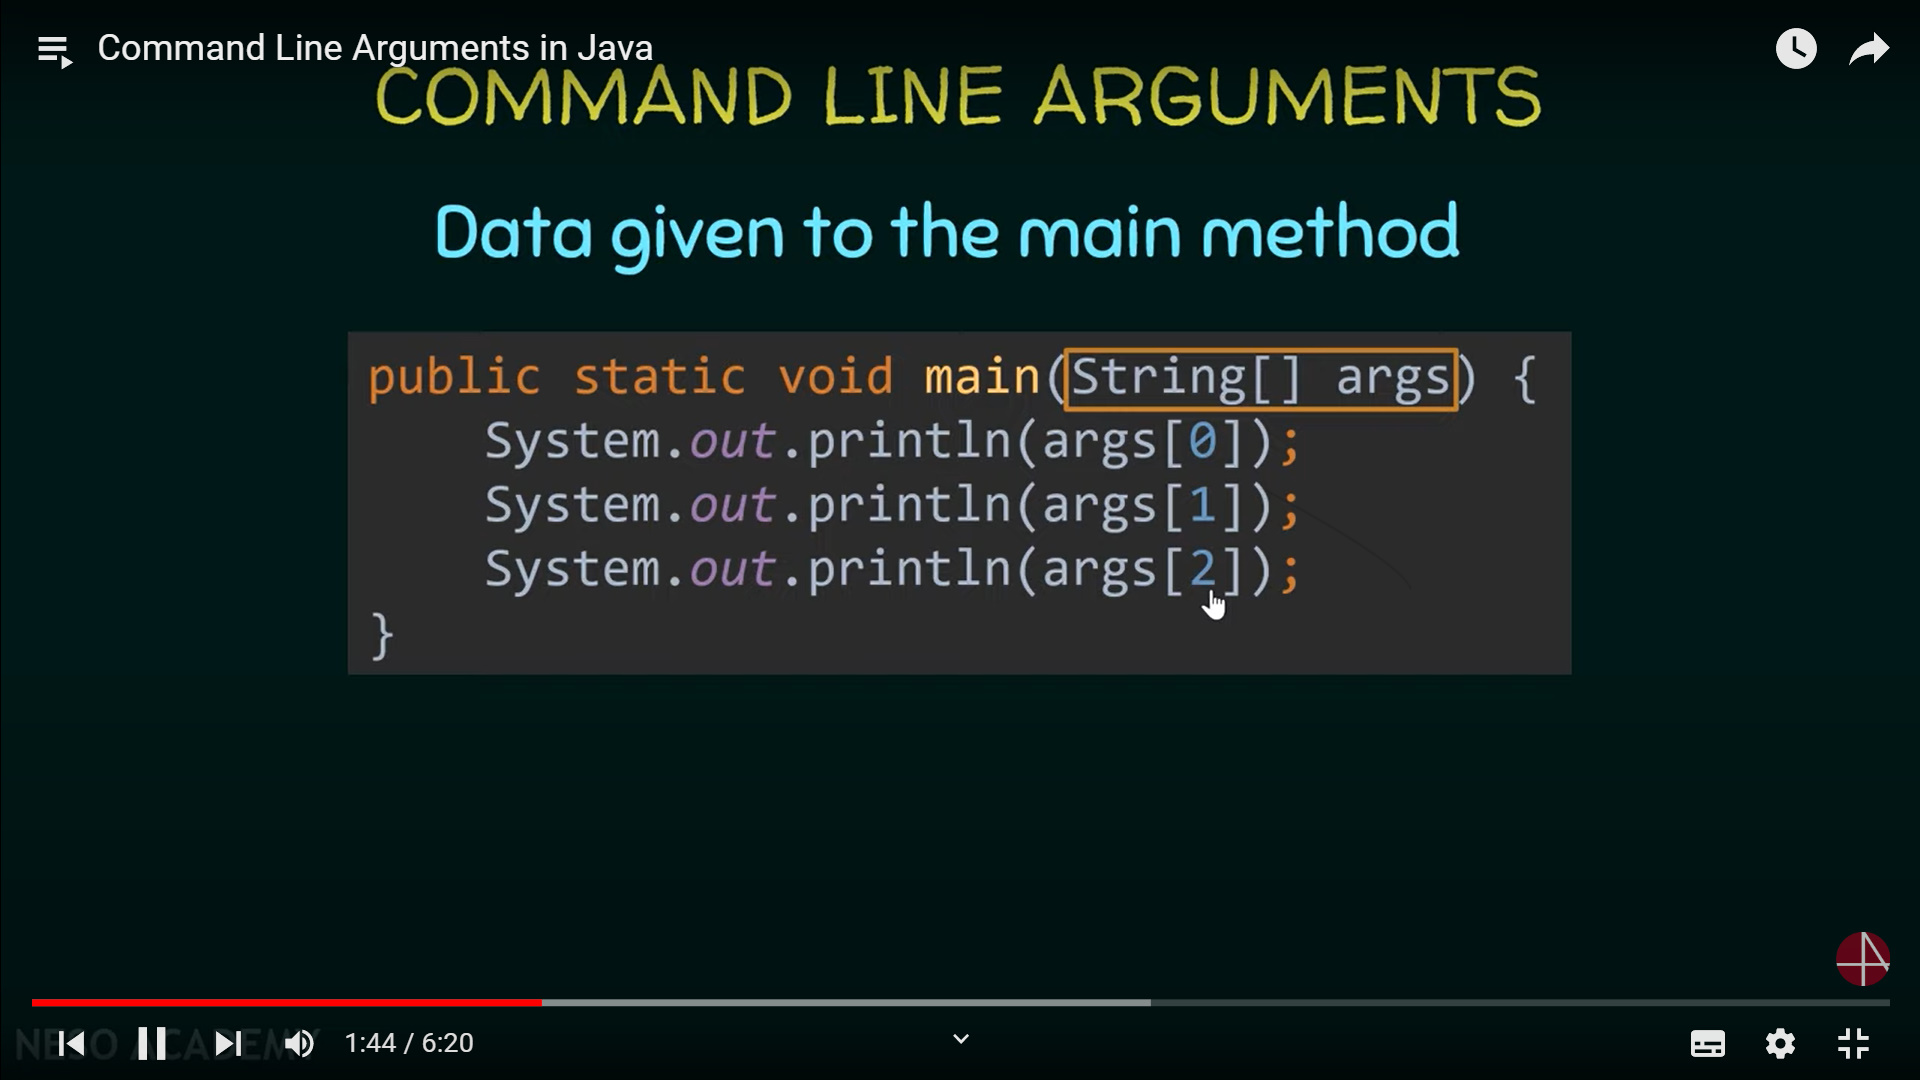 Command Line Arguments in Java
COMMAND LINE ARGUMENTS
Data given to the main method
public static void main(String[] args) {
System.out.println(args[0]);
System.out.println(args[1]);
System.out.println(args[2]);
}
NESO ACADEMY
1:44 / 6:20